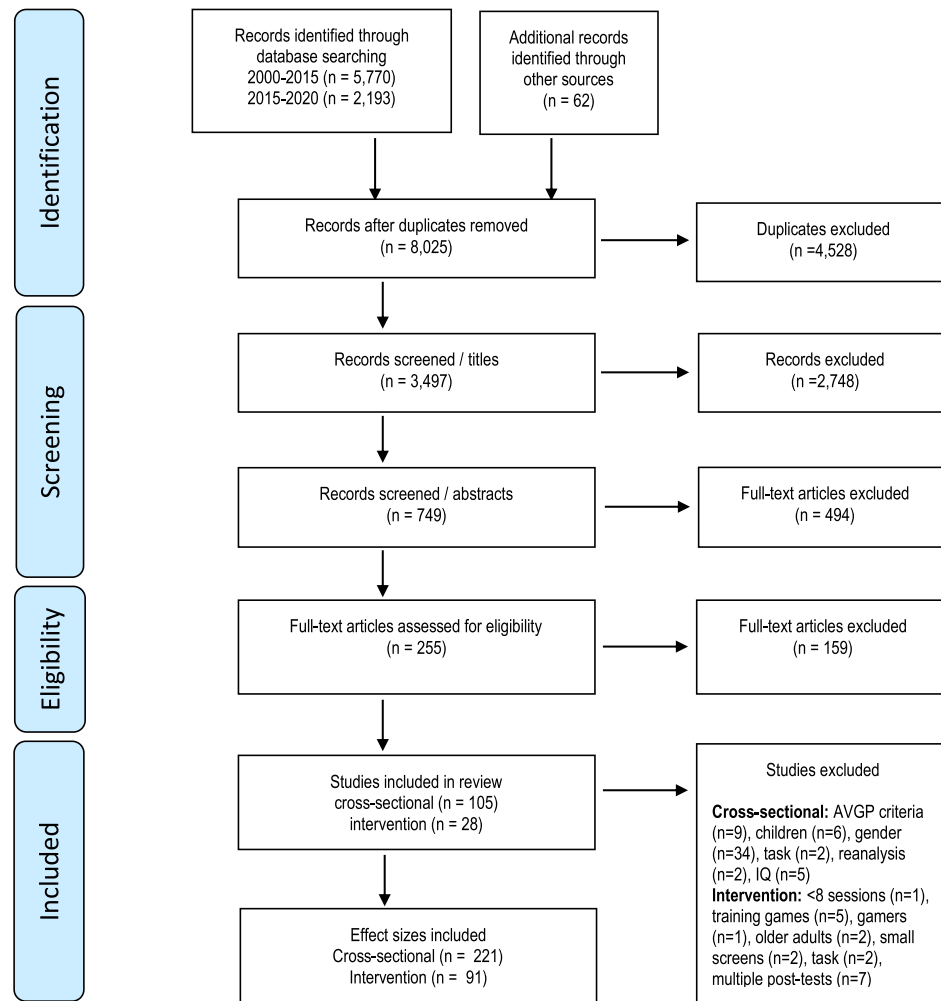 Identification
Records identified through
database searching
2000-2015 (n = 5,770)
2015-2020 (n = 2,193)
Additional records
identified through
other sources
(n = 62)
Records after duplicates removed
(n = 8,025)
Duplicates excluded
(n =4,528)
Screening
Records screened / titles
(n = 3,497)
Records excluded
(n =2,748)
Records screened / abstracts
(n = 749)
Full-text articles excluded
(n = 494)
Eligibility
Full-text articles assessed for eligibility
(n = 255)
Full-text articles excluded
(n = 159)
Included
Studies included in review
cross-sectional (n = 105)
intervention (n = 28)
Studies excluded
Cross-sectional: AVGP criteria
(n=9), children (n=6), gender
(n=34), task (n=2), reanalysis
(n=2), IQ (n=5)
Intervention: <8 sessions (n=1),
training games (n=5), gamers
(n=1), older adults (n=2), small
screens (n=2), task (n=2),
multiple post-tests (n=7)
Effect sizes included
Cross-sectional (n = 221)
Intervention (n = 91)